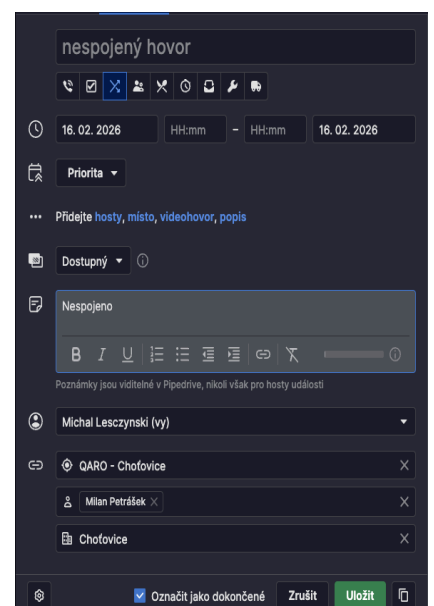 nespojený hovor
16. 02. 2026 HH:mm – HH:mm 16. 02. 2026
Priorita
Přidejte hosty, místo, videohovor, popis
Dostupný
Nespojeno
B I U
Poznámky jsou viditelné v Pipedrive, nikoli však pro hosty události
Michal Lesczynski (vy)
QARO - Choťovice
Milan Petrášek
Choťovice
Označit jako dokončené Zrušit Uložit